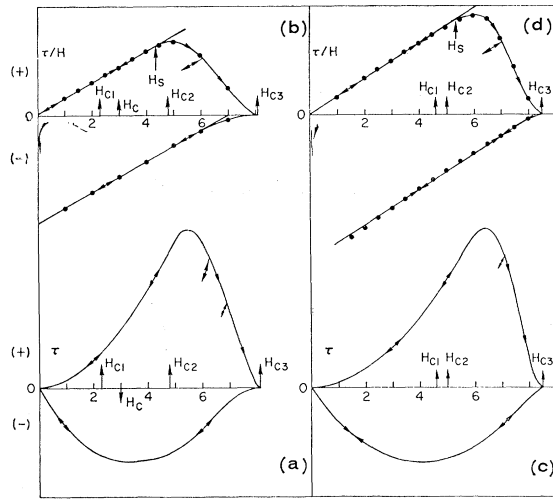 (b)
τ/H
(+)
H_S
H_C1
H_C
H_C2
H_C3
0
2
4
6
(-)
(d)
τ/H
H_S
H_C1
H_C2
H_C3
0
2
4
6
(+)
τ
H_C1
H_C2
H_C3
0
2
H_C
4
6
(-)
(a)
τ
H_C1
H_C2
H_C3
0
2
4
6
(c)